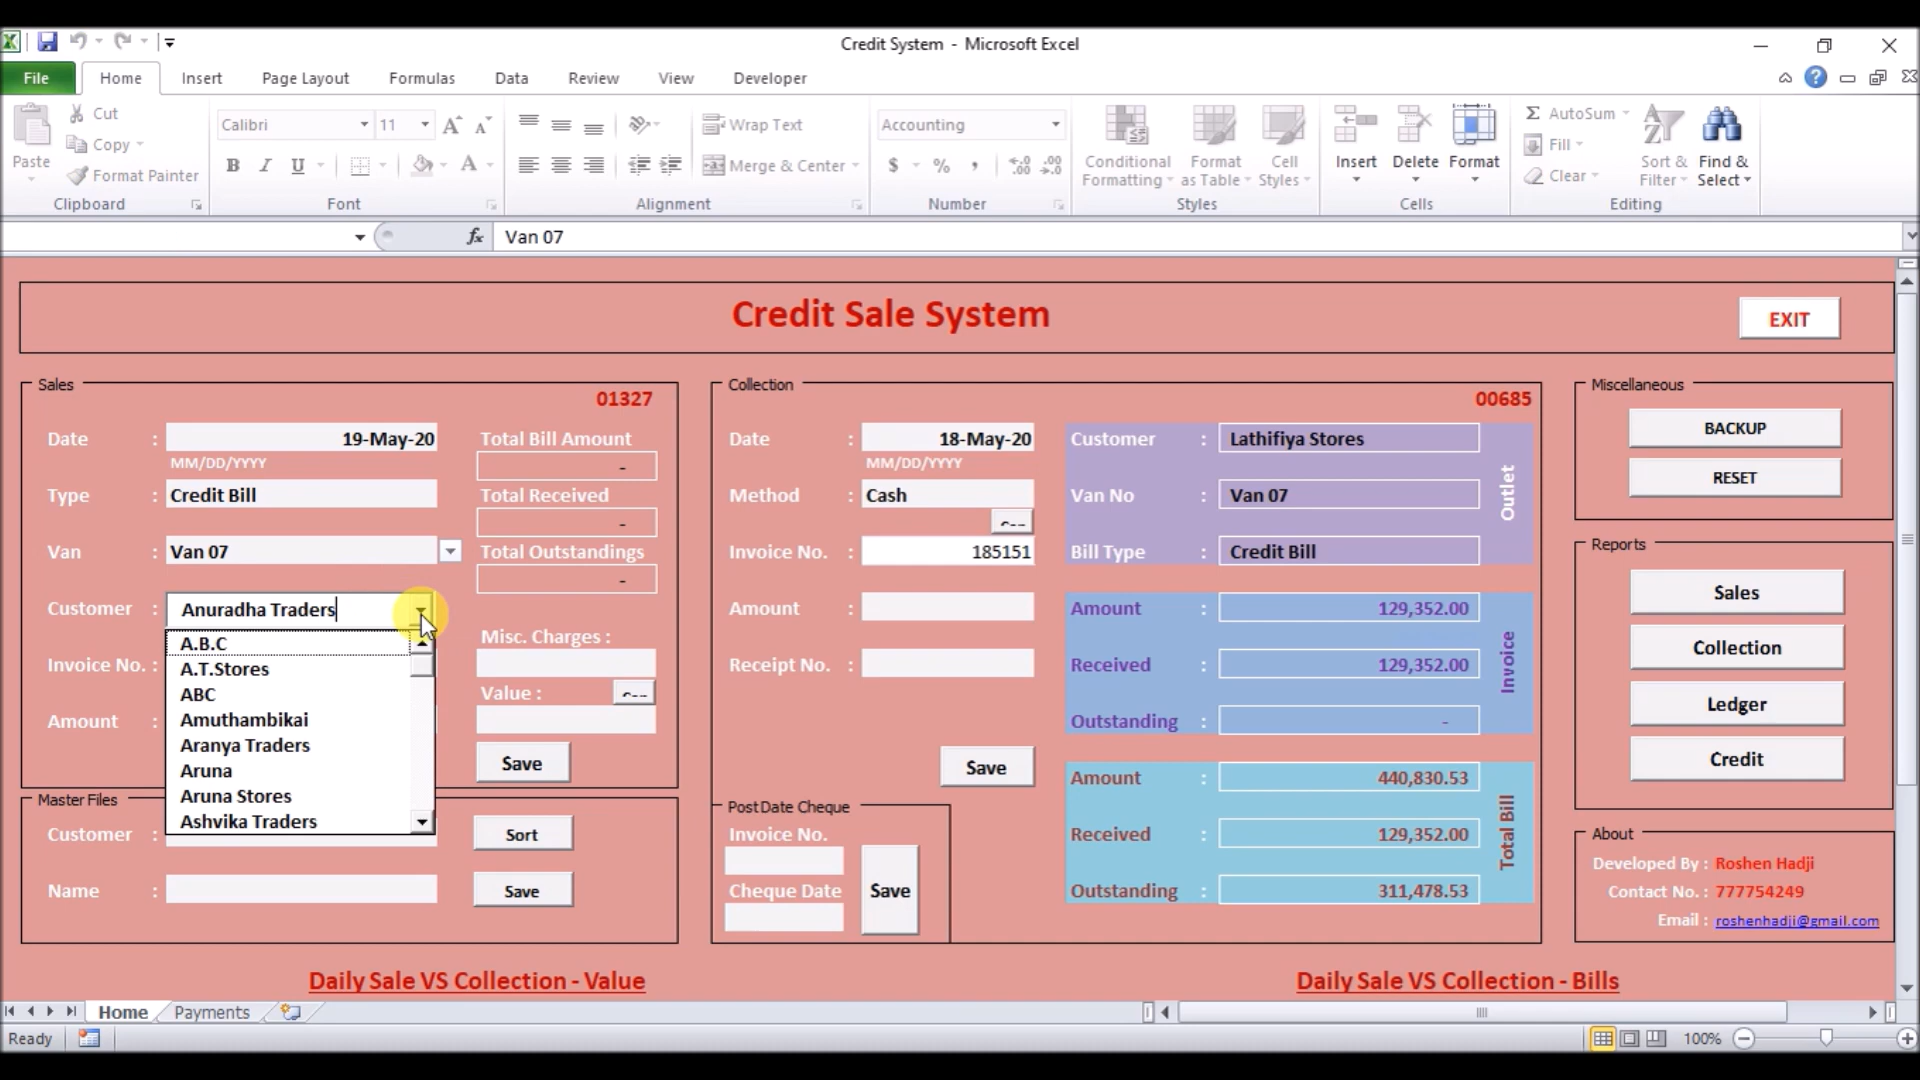 Credit System - Microsoft Excel
File Home Insert Page Layout Formulas Data Review View Developer
Cut
Copy
Format Painter
Paste
Clipboard
Calibri 11
B I U
Font
Wrap Text
Merge & Center
Alignment
Accounting
$ % ,
Number
Conditional Formatting
Format as Table
Cell Styles
Styles
Insert Delete Format
Cells
AutoSum
Fill
Clear
Sort & Filter
Find & Select
Editing
fx Van 07
Credit Sale System
EXIT
Sales
01327
Date : 19-May-20
MM/DD/YYYY
Type : Credit Bill
Van : Van 07
Customer : Anuradha Traders
A.B.C
A.T.Stores
ABC
Amuthambikai
Aranya Traders
Aruna
Aruna Stores
Ashvika Traders
Invoice No. :
Amount :
Total Bill Amount
-
Total Received
-
Total Outstandings
-
Misc. Charges :
Value :
Save
Master Files
Customer :
Sort
Name :
Save
Collection
00685
Date : 18-May-20
MM/DD/YYYY
Method : Cash
Invoice No. : 185151
Amount :
Receipt No. :
Save
Post Date Cheque
Invoice No.
Cheque Date
Save
Customer : Lathifiya Stores
Van No : Van 07
Bill Type : Credit Bill
Outlet
Amount : 129,352.00
Received : 129,352.00
Outstanding : -
Invoice
Amount : 440,830.53
Received : 129,352.00
Outstanding : 311,478.53
Total Bill
Miscellaneous
BACKUP
RESET
Reports
Sales
Collection
Ledger
Credit
About
Developed By : Roshen Hadji
Contact No. : 777754249
Email : roshenhadji@gmail.com
Daily Sale VS Collection - Value
Daily Sale VS Collection - Bills
Home Payments
Ready
100%